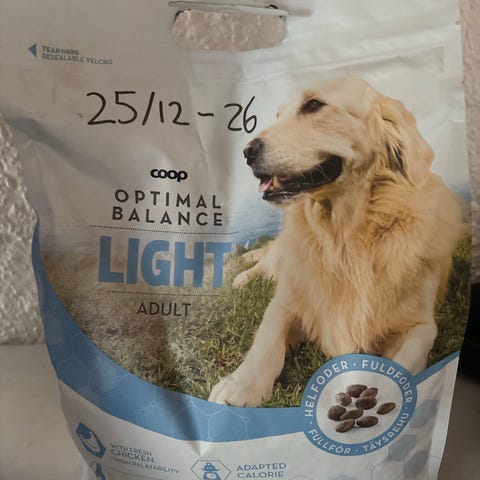 TEAR HERE
RESEALABLE VELCRO
25/12-26
coop
OPTIMAL
BALANCE
LIGHT
ADULT
HELFODER · FULDFODER
FULLFÔR · TÄYSREHU
WITH FRESH
CHICKEN
HIGH PALATABILITY
ADAPTED
CALORIE